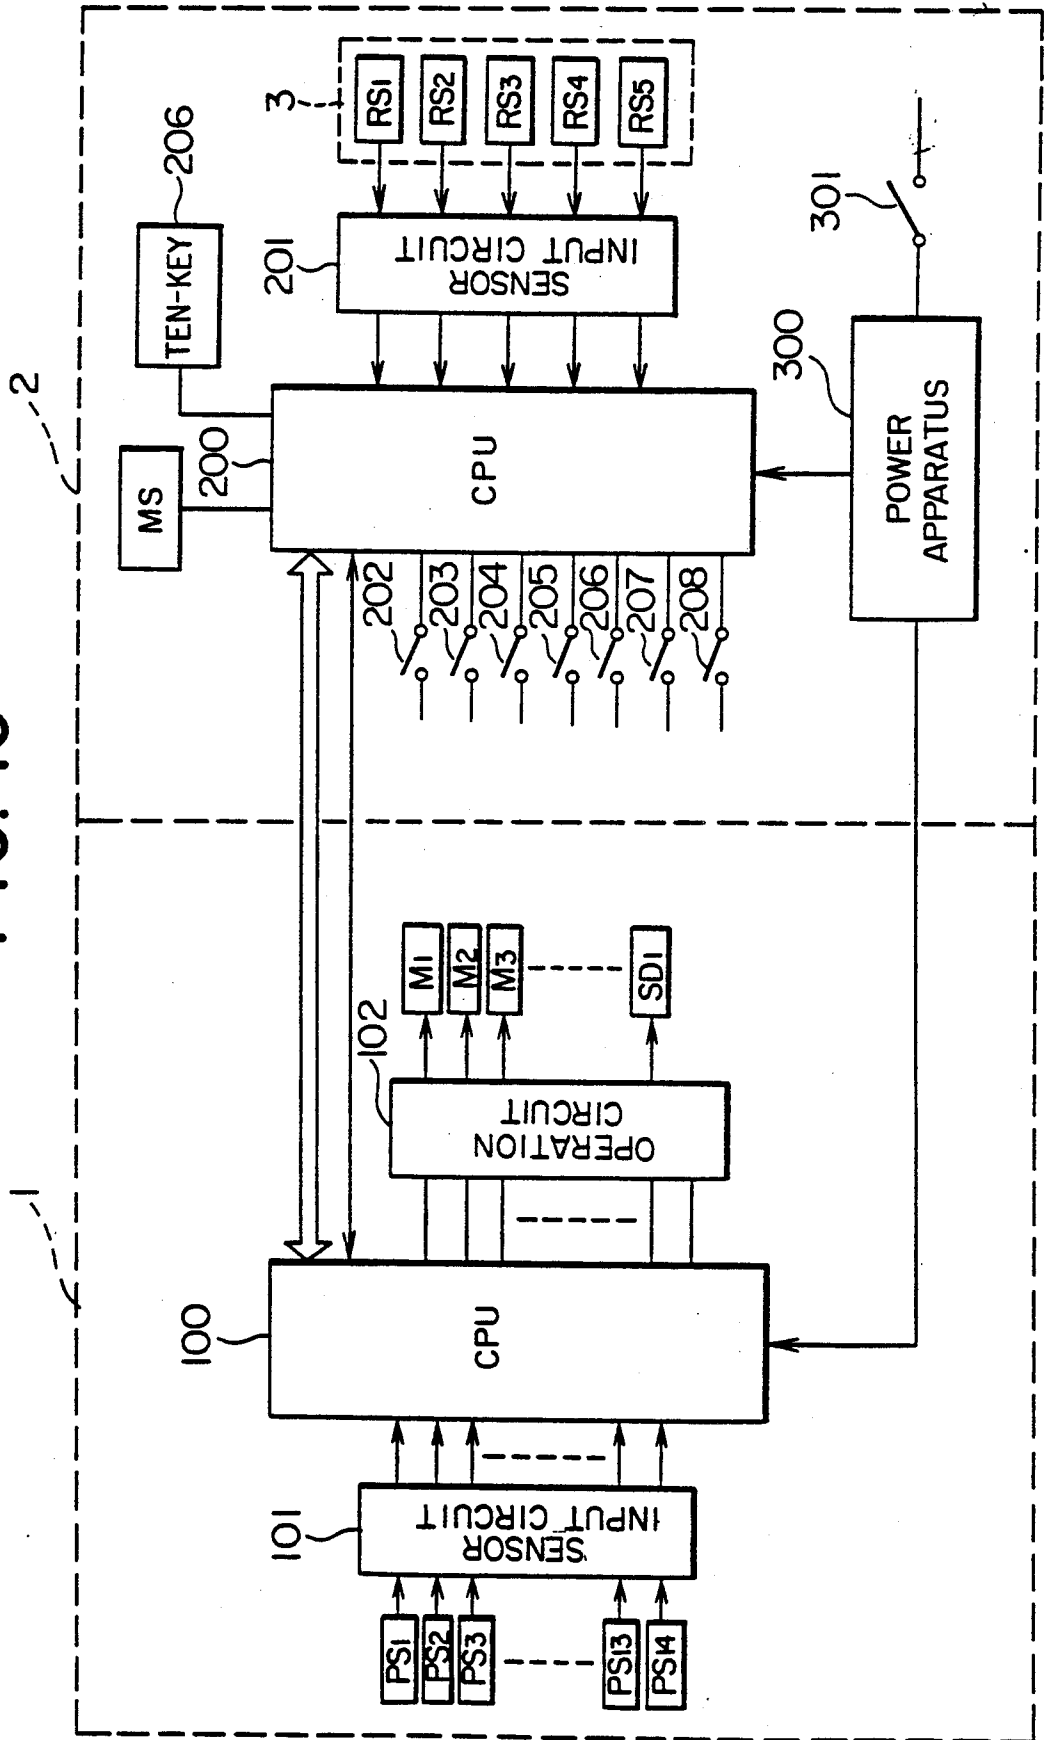 1
2
100
CPU
101
SENSOR
INPUT CIRCUIT
PS1
PS2
PS3
PS13
PS14
102
OPERATION
CIRCUIT
M1
M2
M3
SD1
MS
TEN-KEY
206
200
CPU
201
SENSOR
INPUT CIRCUIT
3
RS1
RS2
RS3
RS4
RS5
202
203
204
205
206
207
208
300
POWER
APPARATUS
301